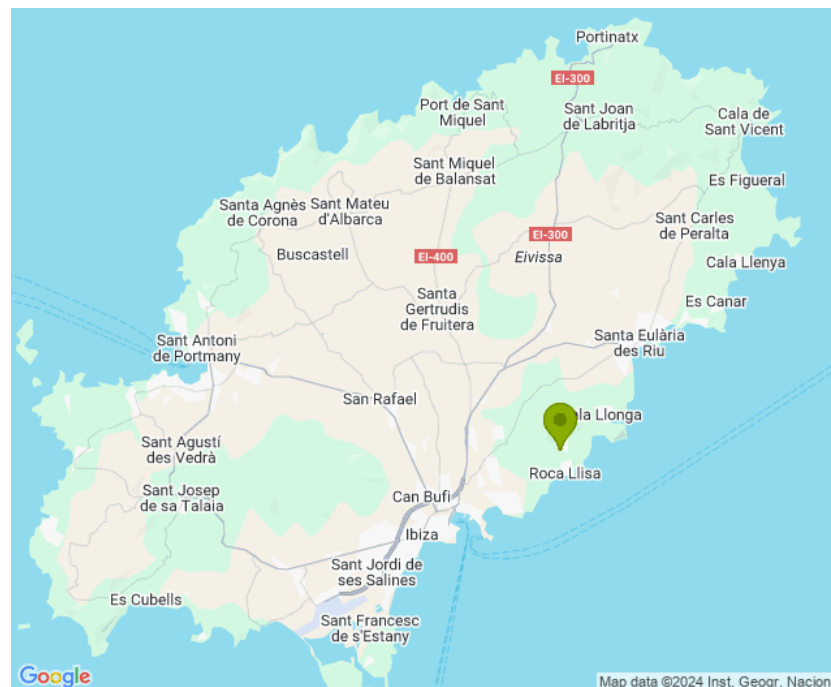 Portinatx
EI-300
Port de Sant
Miquel
Sant Joan
de Labritja
Cala de
Sant Vicent
Sant Miquel
de Balansat
Es Figueral
Santa Agnès
de Corona
Sant Mateu
d'Albarca
Sant Carles
de Peralta
EI-300
Buscastell
EI-400
Eivissa
Cala Llenya
Santa
Gertrudis
de Fruitera
Es Canar
Sant Antoni
de Portmany
Santa Eulària
des Riu
San Rafael
ala Llonga
Sant Agustí
des Vedrà
Roca Llisa
Sant Josep
de sa Talaia
Can Bufi
Ibiza
Sant Jordi de
ses Salines
Es Cubells
Sant Francesc
de s'Estany
Google
Map data ©2024 Inst. Geogr. Nacion